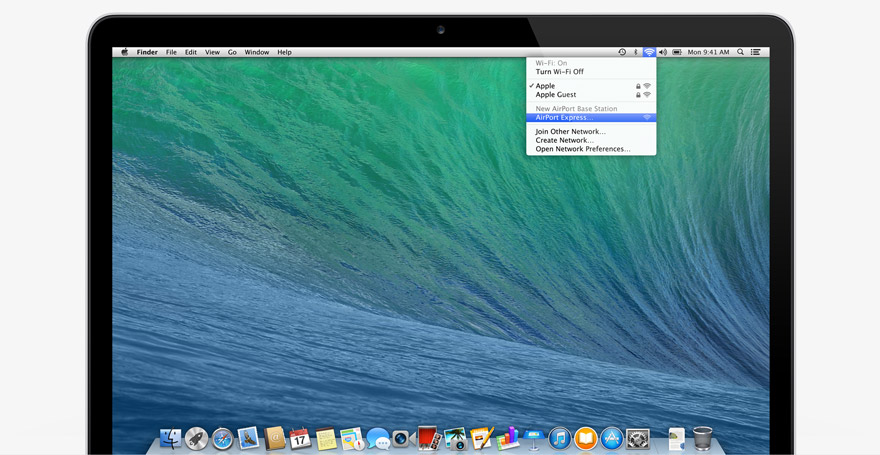 Finder File Edit View Go Window Help Mon 9:41 AM
Wi-Fi: On
Turn Wi-Fi Off
Apple
Apple Guest
New AirPort Base Station
AirPort Express...
Join Other Network...
Create Network...
Open Network Preferences...
17